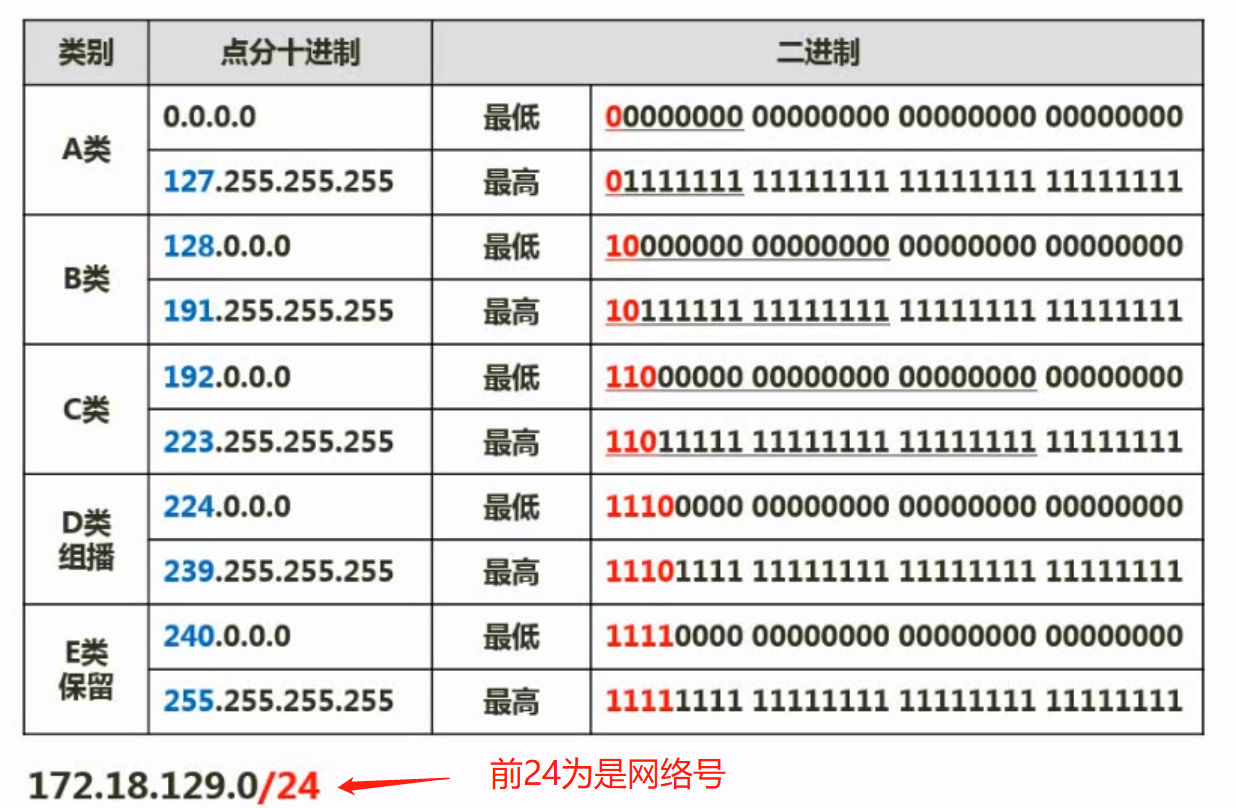 类别 点分十进制 二进制
A类 0.0.0.0 最低 00000000 00000000 00000000 00000000
127.255.255.255 最高 01111111 11111111 11111111 11111111
B类 128.0.0.0 最低 10000000 00000000 00000000 00000000
191.255.255.255 最高 10111111 11111111 11111111 11111111
C类 192.0.0.0 最低 11000000 00000000 00000000 00000000
223.255.255.255 最高 11011111 11111111 11111111 11111111
D类 组播 224.0.0.0 最低 11100000 00000000 00000000 00000000
239.255.255.255 最高 11101111 11111111 11111111 11111111
E类 保留 240.0.0.0 最低 11110000 00000000 00000000 00000000
255.255.255.255 最高 11111111 11111111 11111111 11111111
172.18.129.0/24 前24为是网络号